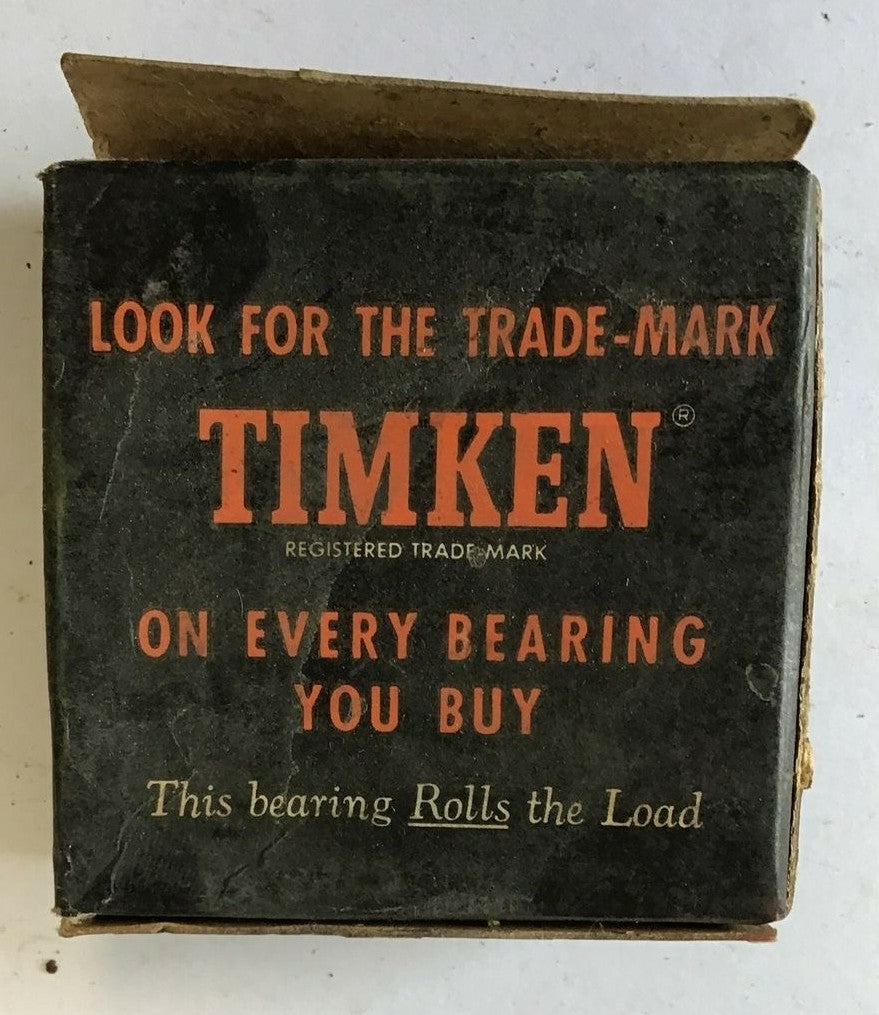 LOOK FOR THE TRADE-MARK
TIMKEN®
REGISTERED TRADE-MARK
ON EVERY BEARING
YOU BUY
This bearing Rolls the Load